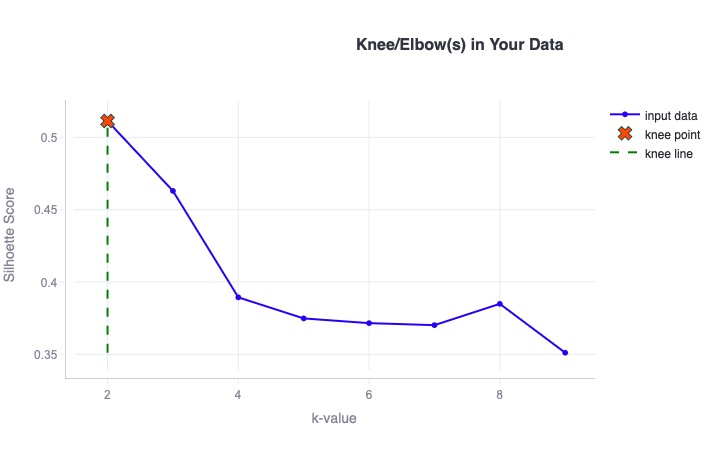 Knee/Elbow(s) in Your Data
input data
knee point
knee line
Silhoette Score
0.5
0.45
0.4
0.35
2
4
6
8
k-value